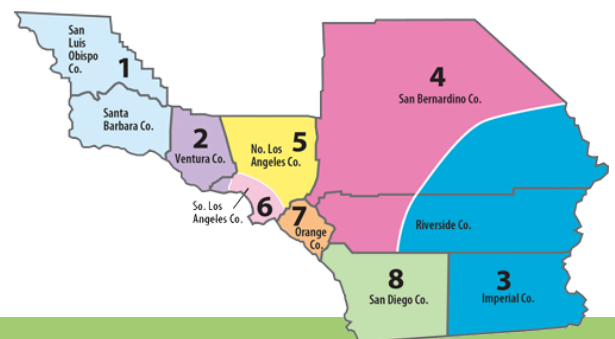 San
Luis
Obispo
Co.
1
Santa
Barbara Co.
2
Ventura Co.
No. Los
Angeles Co.
5
So. Los
Angeles Co.
6
7
Orange
Co.
4
San Bernardino Co.
Riverside Co.
8
San Diego Co.
3
Imperial Co.